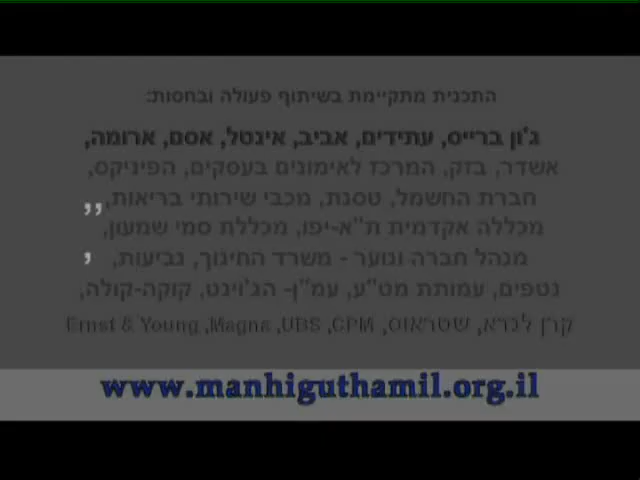 התכנית מתקיימת בשיתוף פעולה ובחסות:
ג'ון ברייס, עתידים, אביב, אינטל, אסם, ארומה,
אשדר, בזק, המרכז לאימונים בעסקים, הפיניקס,
חברת החשמל, טסנת, מכבי שירותי בריאות,
מכללה אקדמית ת"א-יפו, מכללת סמי שמעון,
מנהל חברה ונוער - משרד החינוך, נביעות,
נטפים, עמותת מט"ע, עמ"ן- הג'וינט, קוקה-קולה,
קרן לנדא, שטראוס, Ernst & Young ,Magna ,UBS ,CPM
www.manhiguthamil.org.il